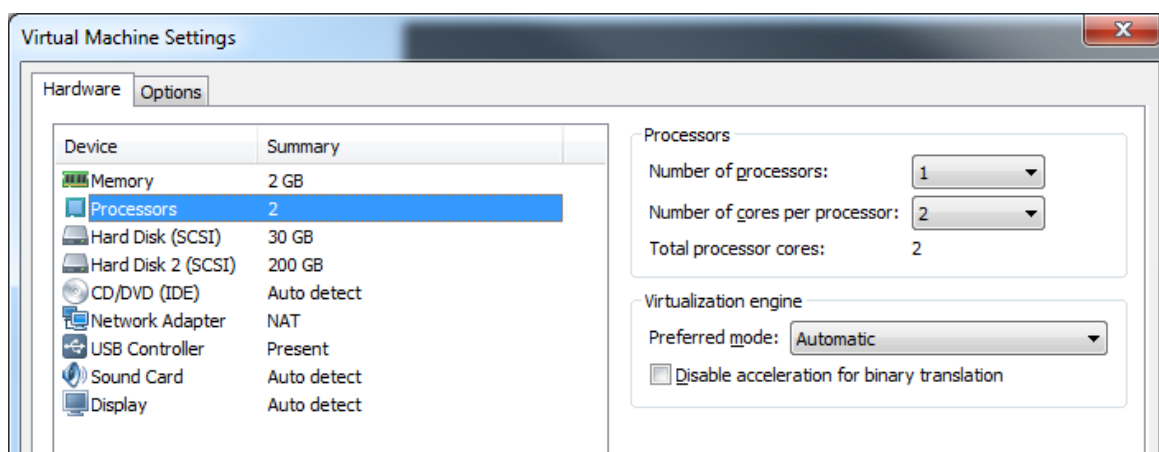 Virtual Machine Settings
Hardware Options
Device Summary
Memory 2 GB
Processors 2
Hard Disk (SCSI) 30 GB
Hard Disk 2 (SCSI) 200 GB
CD/DVD (IDE) Auto detect
Network Adapter NAT
USB Controller Present
Sound Card Auto detect
Display Auto detect
Processors
Number of processors: 1
Number of cores per processor: 2
Total processor cores: 2
Virtualization engine
Preferred mode: Automatic
Disable acceleration for binary translation